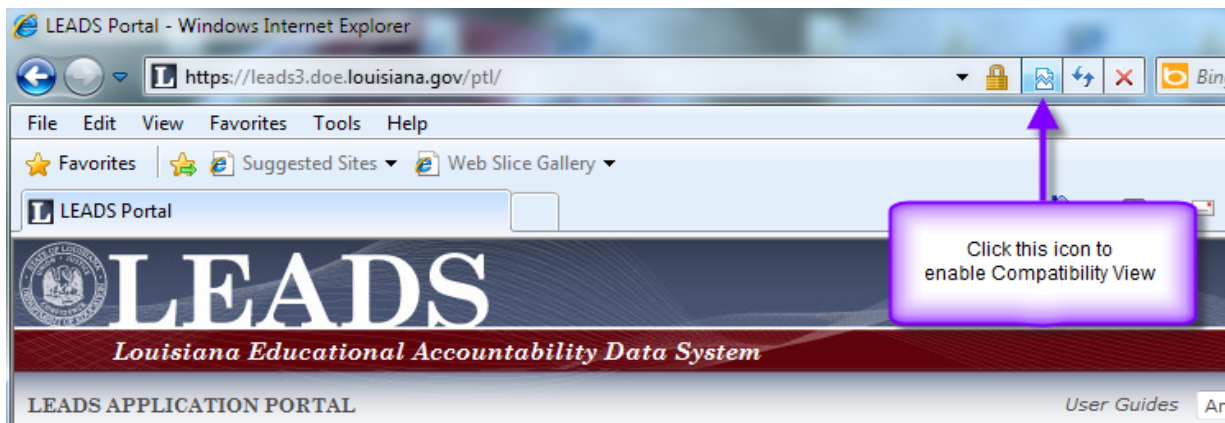 LEADS Portal - Windows Internet Explorer
https://leads3.doe.louisiana.gov/ptl/
Bin
File Edit View Favorites Tools Help
Favorites Suggested Sites Web Slice Gallery
LEADS Portal
Click this icon to
enable Compatibility View
LEADS
Louisiana Educational Accountability Data System
LEADS APPLICATION PORTAL User Guides